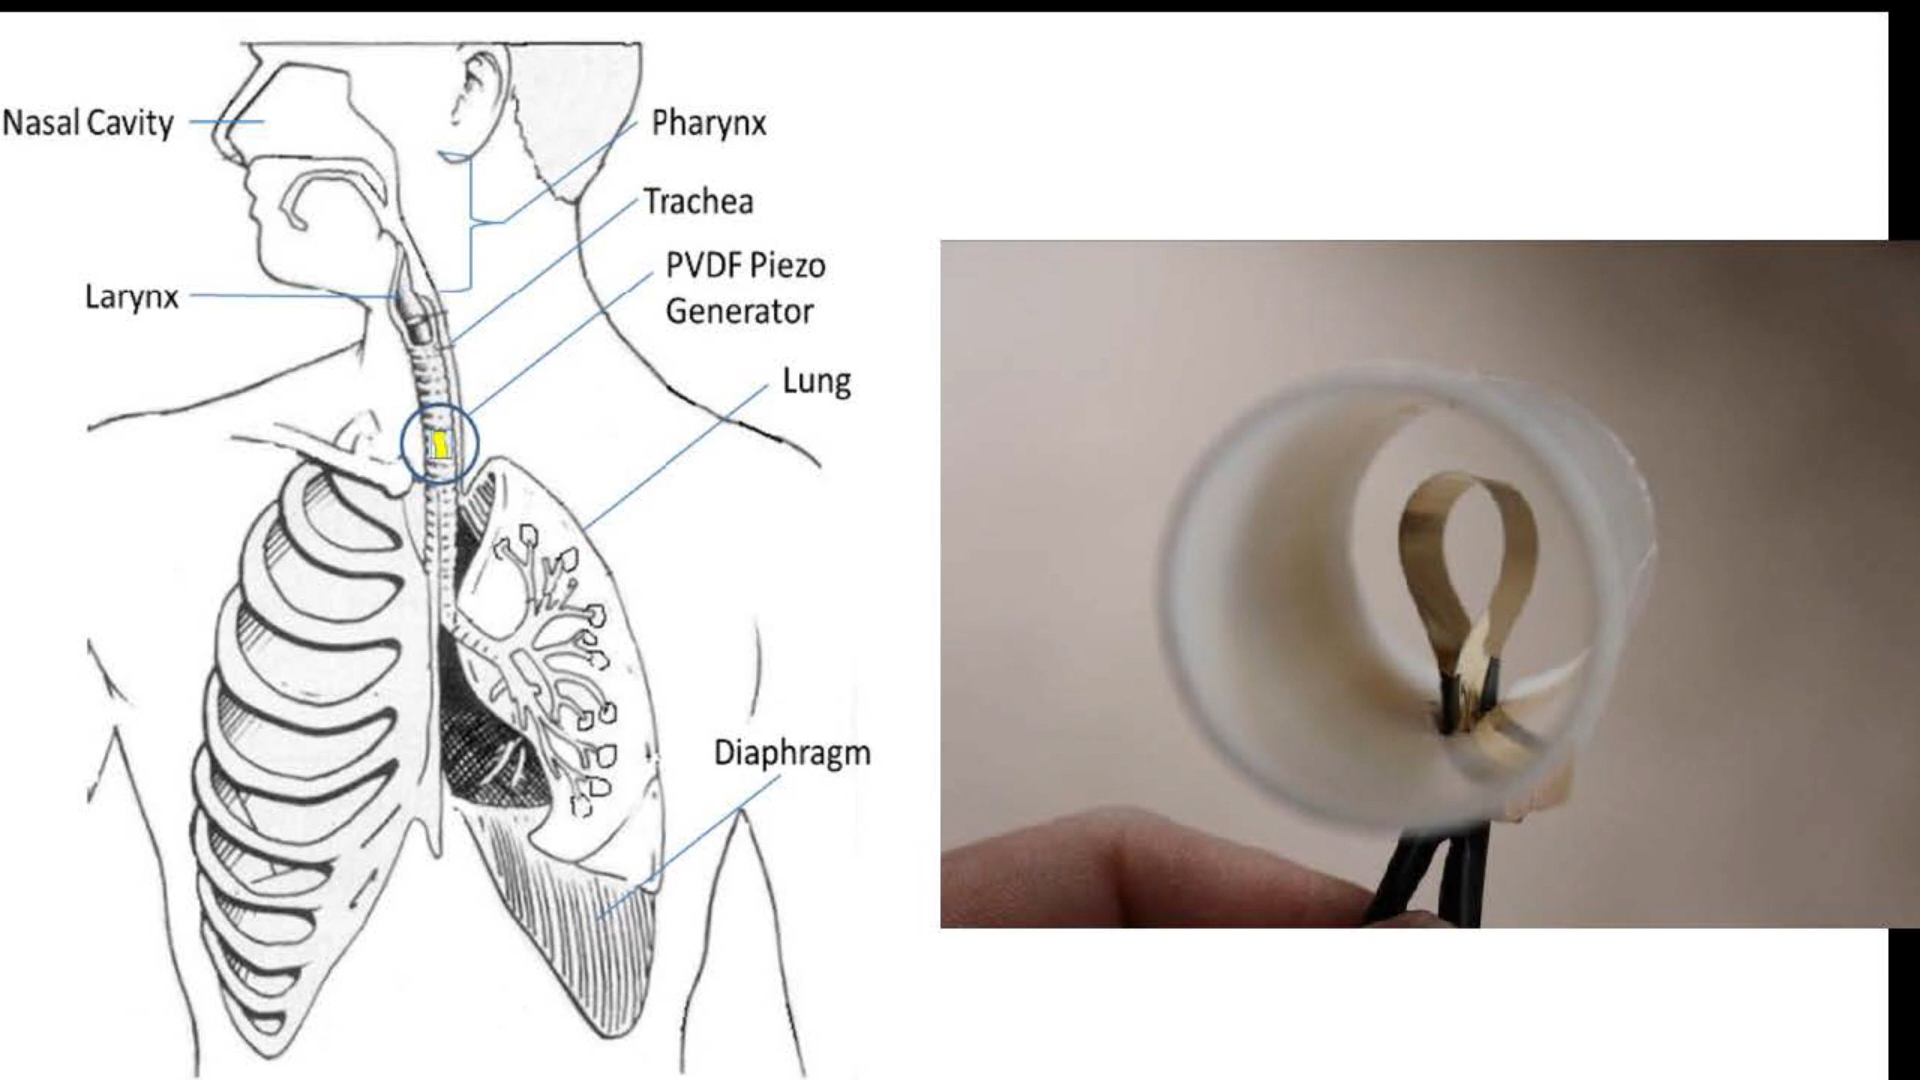 Nasal Cavity
Pharynx
Trachea
PVDF Piezo
Generator
Larynx
Lung
Diaphragm